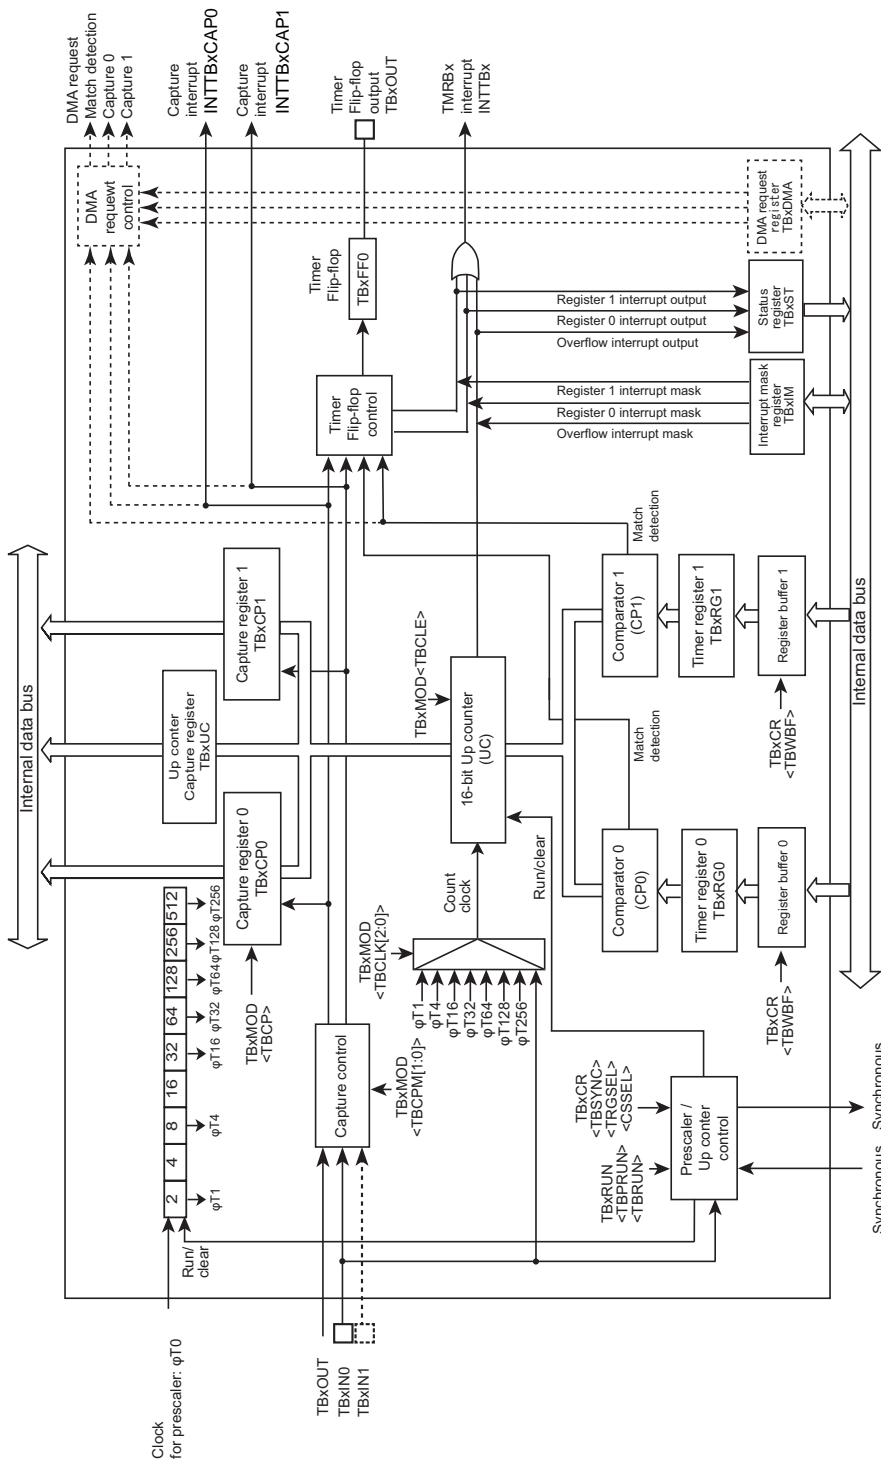 DMA request
Match detection
Capture 0
Capture 1
Capture
interrupt
INTTBxCAP0
Capture
interrupt
INTTBxCAP1
Timer
Flip-flop
output
TBxOUT
TMRBx
interrupt
INTTBx
DMA
requewt
control
Timer
Flip-flop
TBxFF0
Timer
Flip-flop
control
DMA request
register
TBxDMA
Register 1 interrupt output
Register 0 interrupt output
Overflow interrupt output
Status
register
TBxST
Register 1 interrupt mask
Register 0 interrupt mask
Overflow interrupt mask
Interrupt mask
register
TBxIM
Internal data bus
Capture register 1
TBxCP1
Up conter
Capture register
TBxUC
Capture register 0
TBxCP0
TBxMOD
<TBCP>
TBxMOD<TBCLE>
16-bit Up counter
(UC)
Count
clock
Run/clear
Match
detection
Match
detection
Comparator 1
(CP1)
Timer register 1
TBxRG1
Register buffer 1
TBxCR
<TBWBF>
Comparator 0
(CP0)
Timer register 0
TBxRG0
Register buffer 0
TBxCR
<TBWBF>
Internal data bus
2 4 8 16 32 64 128 256 512
φT1 φT4 φT16 φT32 φT64 φT128 φT256
Run/
clear
Clock
for prescaler: φT0
TBxMOD
<TBCLK[2:0]>
φT1
φT4
φT16
φT32
φT64
φT128
φT256
Capture control
TBxMOD
<TBCPM[1:0]>
TBxOUT
TBxIN0
TBxIN1
TBxRUN
<TBPRUN>
<TBRUN>
TBxCR
<TBSYNC>
<TRGSEL>
<CSSEL>
Prescaler /
Up conter
control
Synchronous
Synchronous